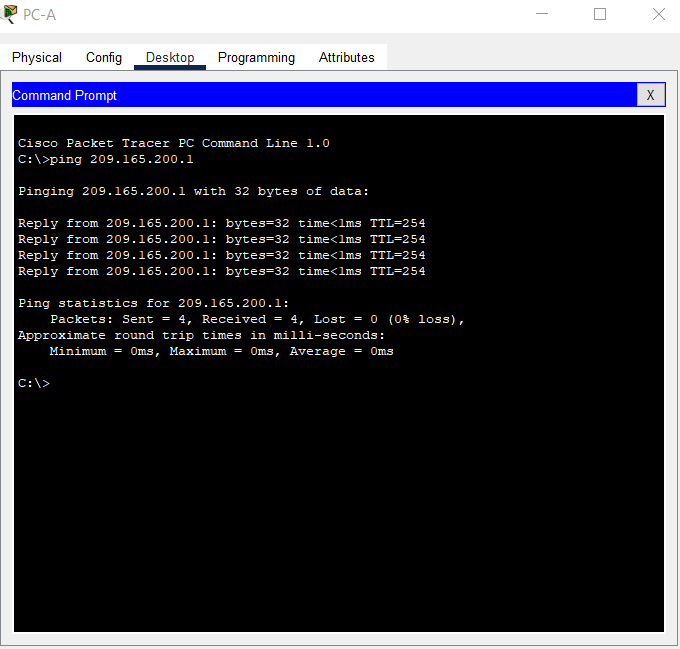 PC-A
Physical Config Desktop Programming Attributes
Command Prompt X
Cisco Packet Tracer PC Command Line 1.0
C:\>ping 209.165.200.1
Pinging 209.165.200.1 with 32 bytes of data:
Reply from 209.165.200.1: bytes=32 time<1ms TTL=254
Reply from 209.165.200.1: bytes=32 time<1ms TTL=254
Reply from 209.165.200.1: bytes=32 time<1ms TTL=254
Reply from 209.165.200.1: bytes=32 time<1ms TTL=254
Ping statistics for 209.165.200.1:
    Packets: Sent = 4, Received = 4, Lost = 0 (0% loss),
Approximate round trip times in milli-seconds:
    Minimum = 0ms, Maximum = 0ms, Average = 0ms
C:\>